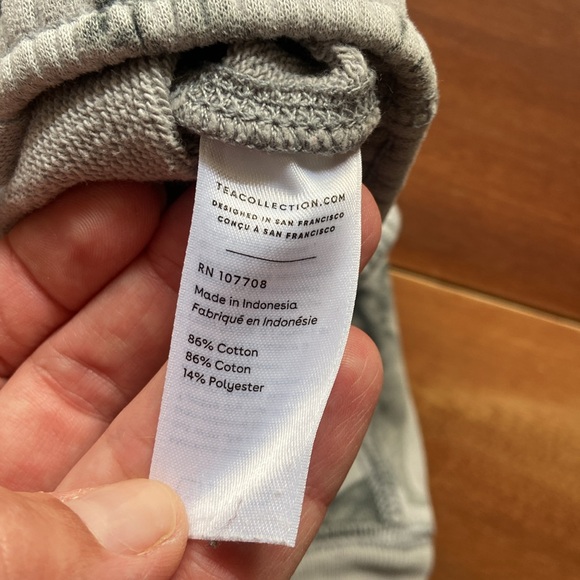 TEACOLLECTION.COM
DESIGNED IN SAN FRANCISCO
CONÇU À SAN FRANCISCO
RN 107708
Made in Indonesia
Fabriqué en Indonésie
86% Cotton
86% Coton
14% Polyester